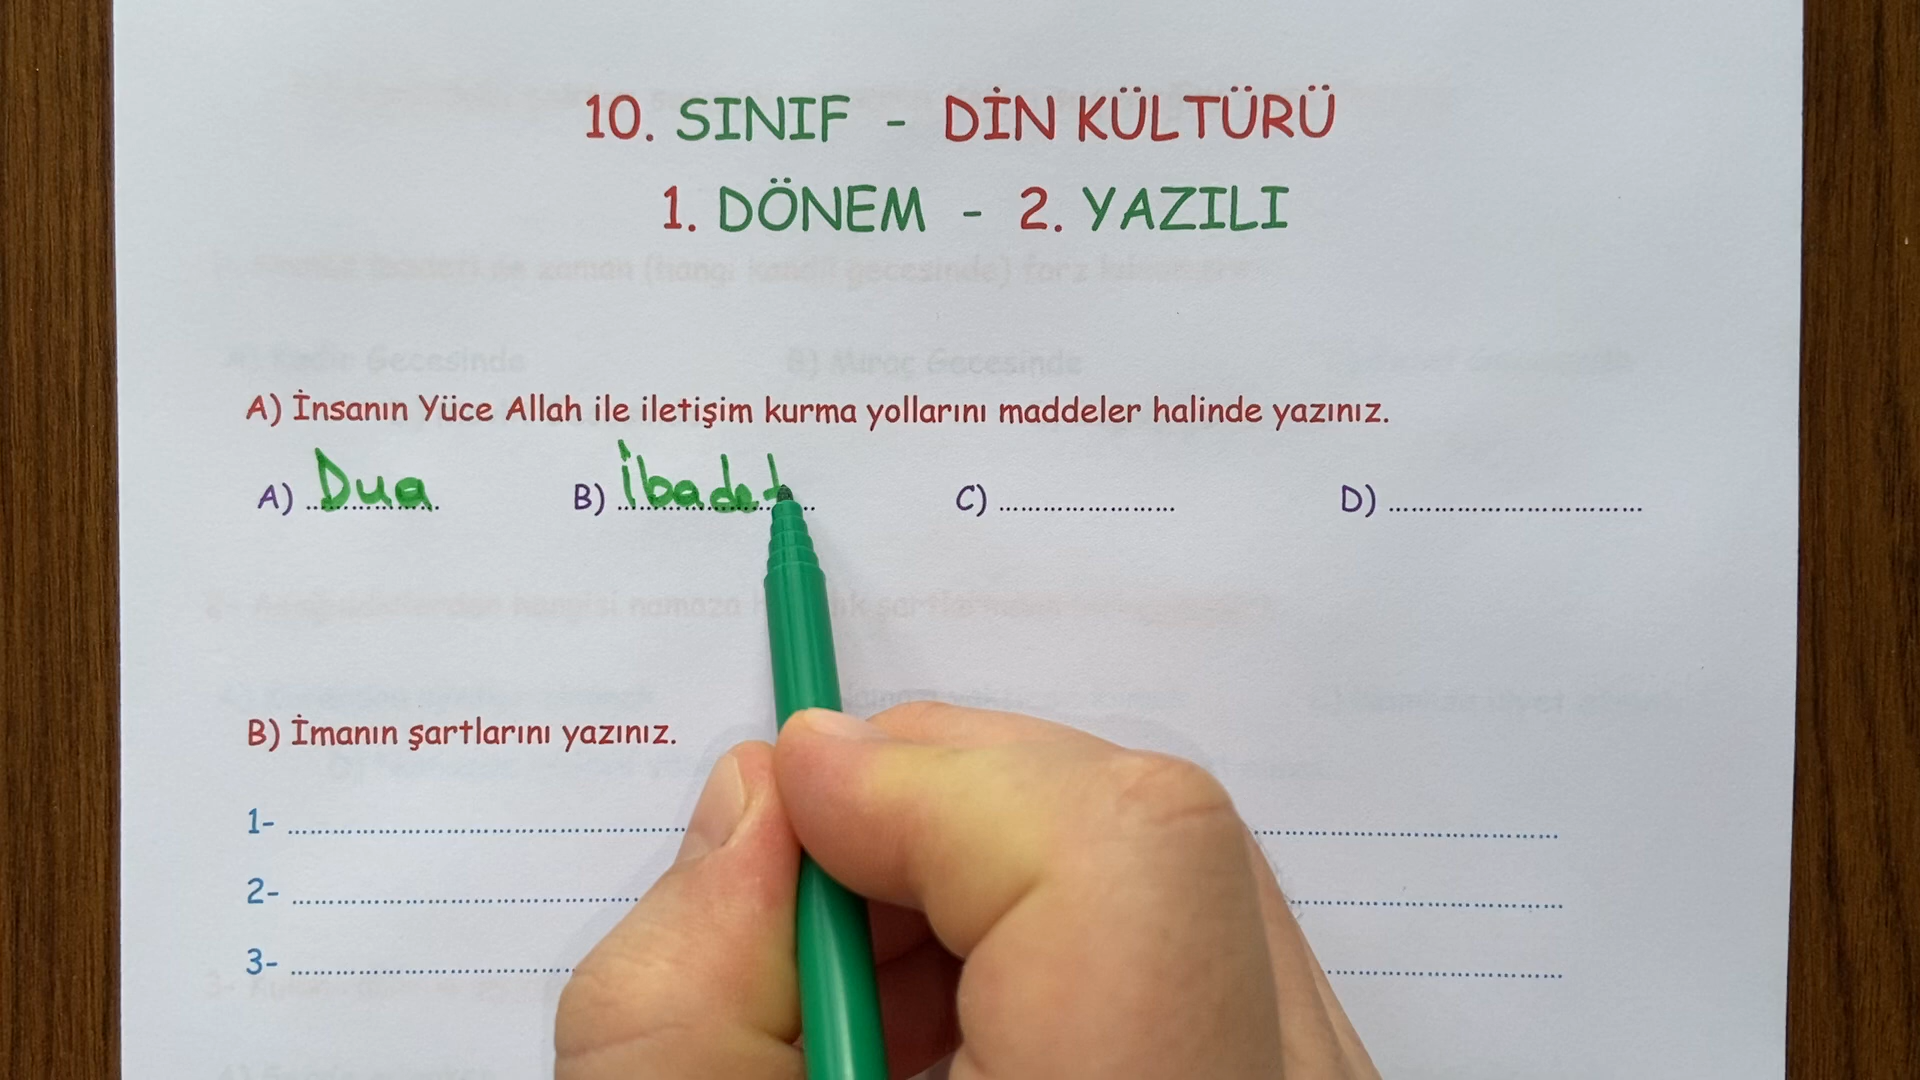 10. SINIF - DİN KÜLTÜRÜ
1. DÖNEM - 2. YAZILI
A) İnsanın Yüce Allah ile iletişim kurma yollarını maddeler halinde yazınız.
A) Dua B) İbadet C) .................... D) ..............................
B) İmanın şartlarını yazınız.
1- ....................
2- ....................
3- ....................